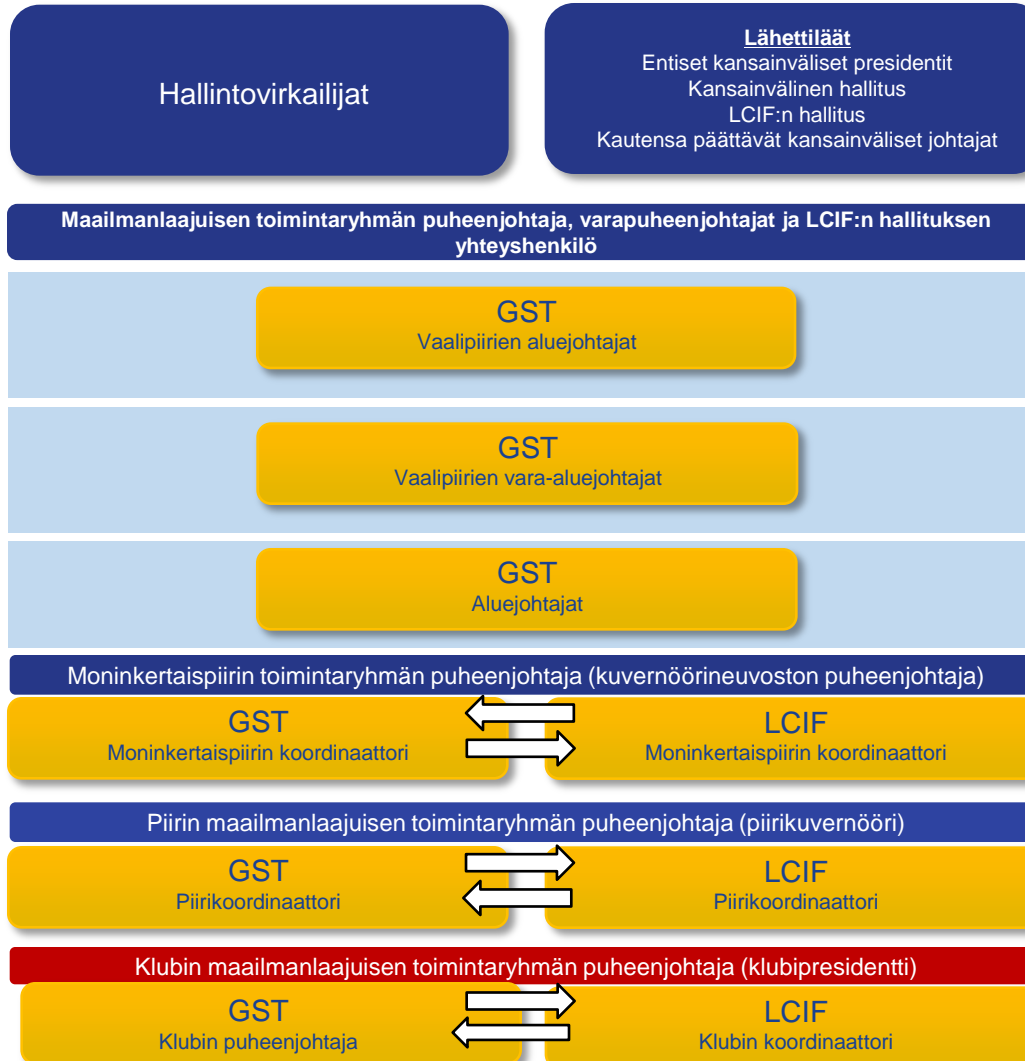 Hallintovirkailijat
Lähettiläät
Entiset kansainväliset presidentit
Kansainvälinen hallitus
LCIF:n hallitus
Kautensa päättävät kansainväliset johtajat
Maailmanlaajuisen toimintaryhmän puheenjohtaja, varapuheenjohtajat ja LCIF:n hallituksen
yhteyshenkilö
GST
Vaalipiirien aluejohtajat
GST
Vaalipiirien vara-aluejohtajat
GST
Aluejohtajat
Moninkertaispiirin toimintaryhmän puheenjohtaja (kuvernöörineuvoston puheenjohtaja)
GST
Moninkertaispiirin koordinaattori
LCIF
Moninkertaispiirin koordinaattori
Piirin maailmanlaajuisen toimintaryhmän puheenjohtaja (piirikuvernööri)
GST
Piirikoordinaattori
LCIF
Piirikoordinaattori
Klubin maailmanlaajuisen toimintaryhmän puheenjohtaja (klubipresidentti)
GST
Klubin puheenjohtaja
LCIF
Klubin koordinaattori